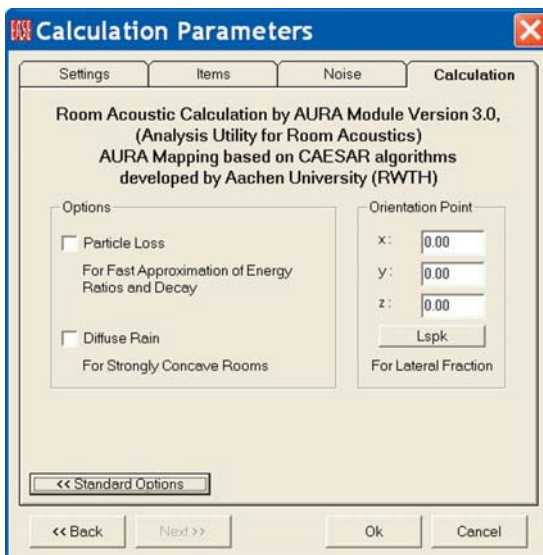 EASE Calculation Parameters
Settings Items Noise Calculation
Room Acoustic Calculation by AURA Module Version 3.0,
(Analysis Utility for Room Acoustics)
AURA Mapping based on CAESAR algorithms
developed by Aachen University (RWTH)
Options
Particle Loss
For Fast Approximation of Energy
Ratios and Decay
Diffuse Rain
For Strongly Concave Rooms
Orientation Point
x: 0.00
y: 0.00
z: 0.00
Lspk
For Lateral Fraction
<< Standard Options
<< Back Next >> Ok Cancel